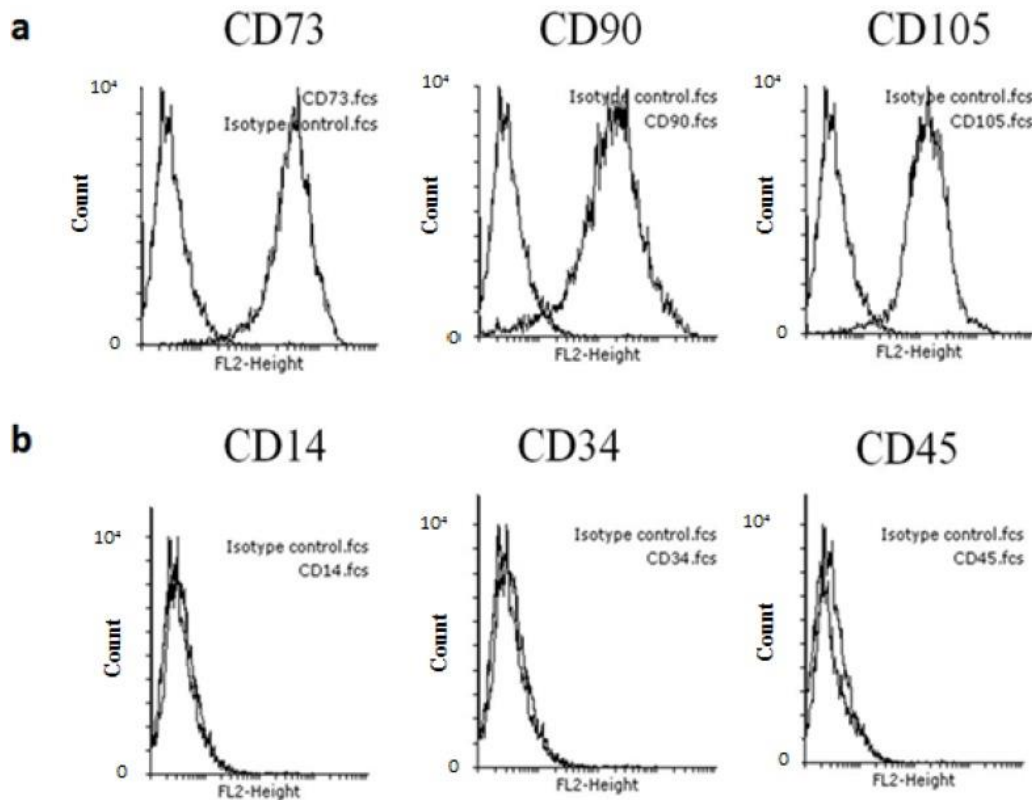 a
CD73
CD90
CD105
10⁴
CD73.fcs
Isotype control.fcs
Count
0
FL2-Height
10⁴
Isotype control.fcs
CD90.fcs
Count
0
FL2-Height
10⁴
Isotype control.fcs
CD105.fcs
Count
0
FL2-Height
b
CD14
CD34
CD45
10⁴
Isotype control.fcs
CD14.fcs
Count
0
FL2-Height
10⁴
Isotype control.fcs
CD34.fcs
Count
0
FL2-Height
10⁴
Isotype control.fcs
CD45.fcs
Count
0
FL2-Height